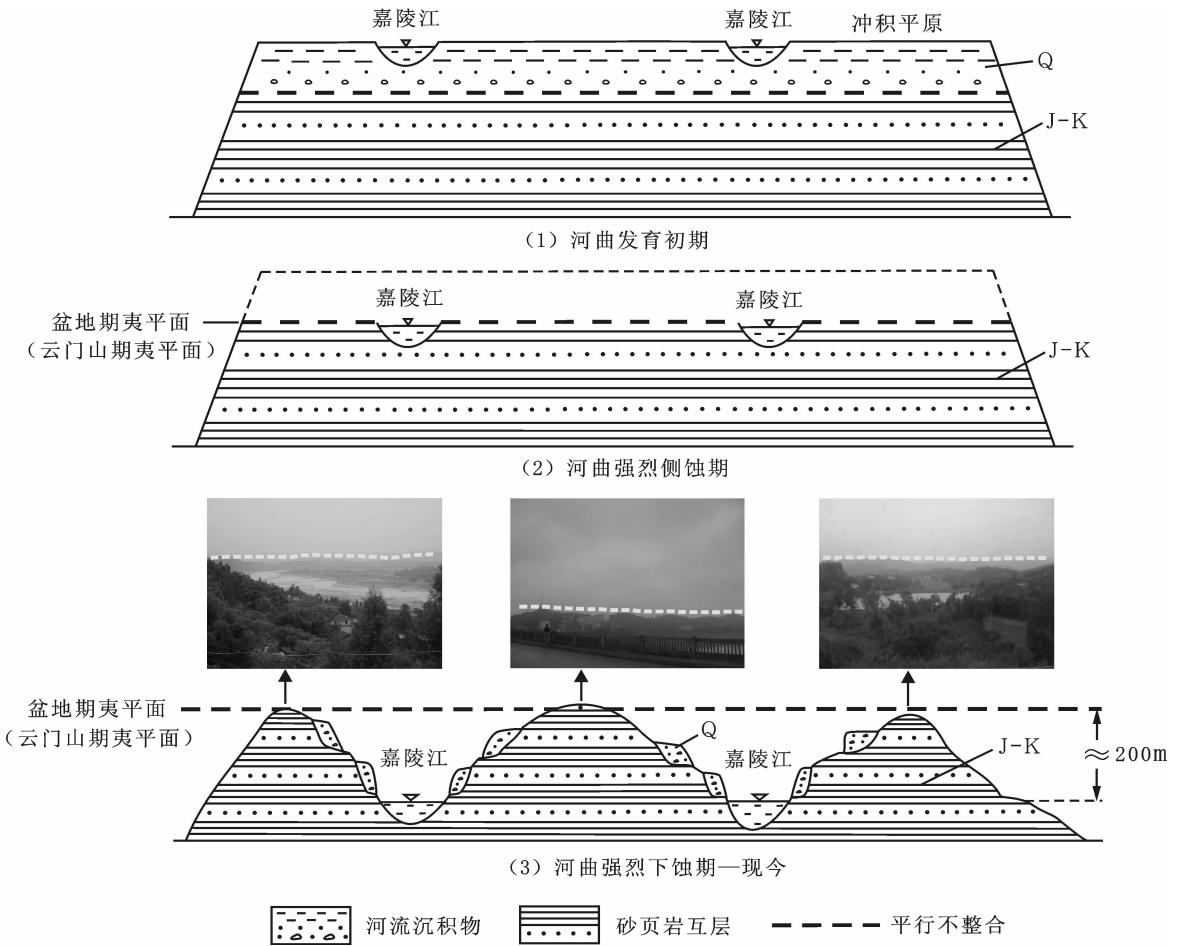 嘉陵江
嘉陵江
冲积平原
Q
J-K
(1)河曲发育初期
嘉陵江
嘉陵江
盆地期夷平面
(云门山期夷平面)
J-K
(2)河曲强烈侧蚀期
盆地期夷平面
(云门山期夷平面)
嘉陵江
Q
嘉陵江
J-K
≈200m
(3)河曲强烈下蚀期—现今
河流沉积物
砂页岩互层
平行不整合